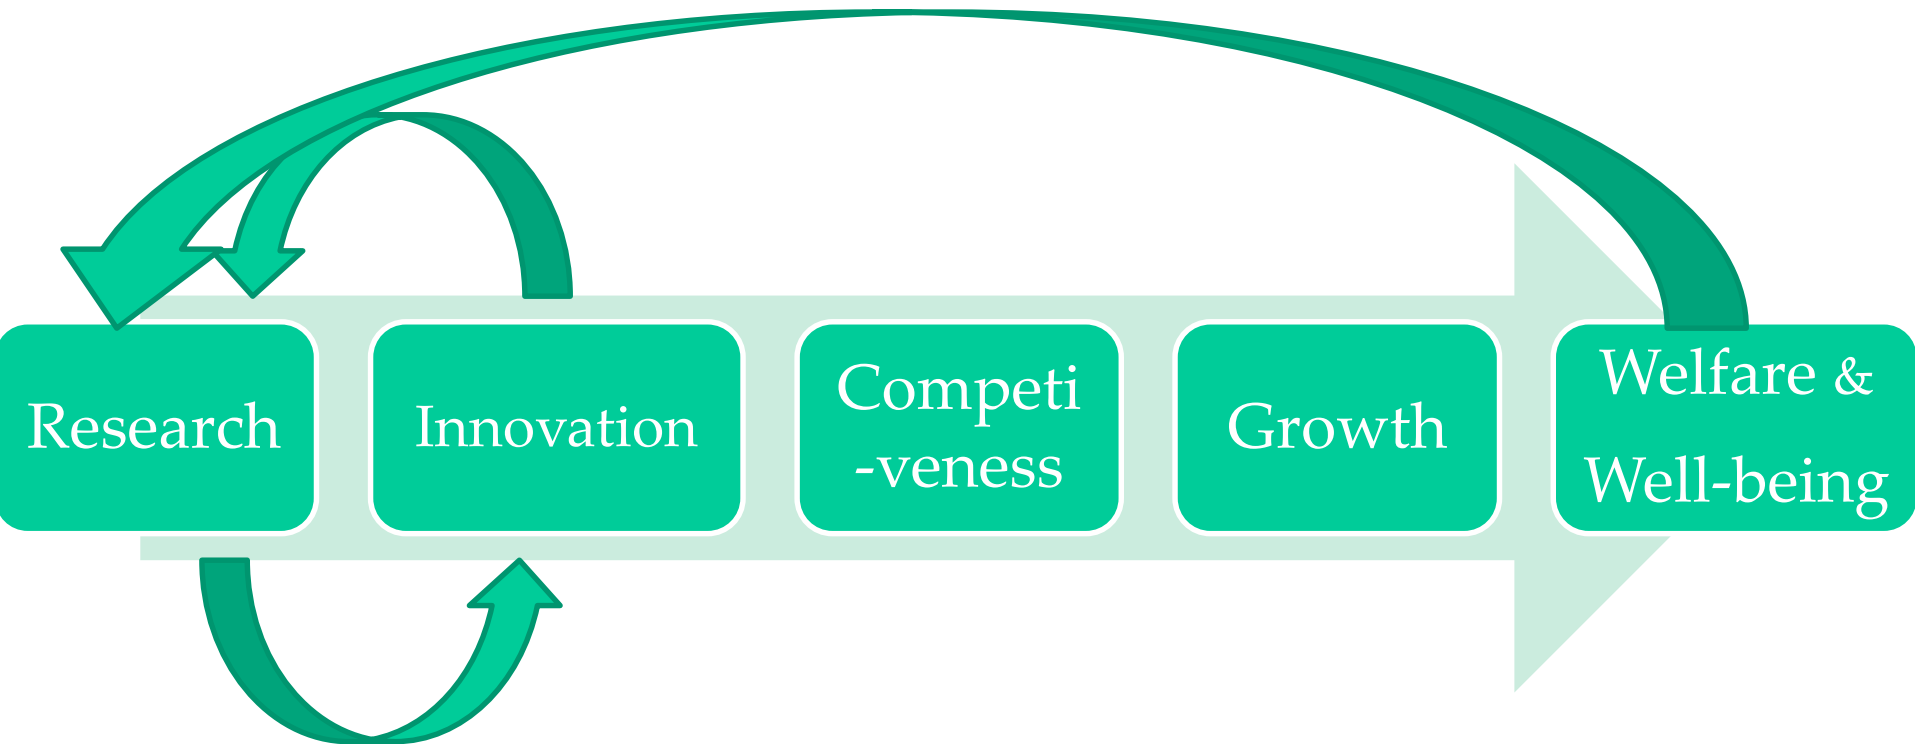 Research
Innovation
Competi
-veness
Growth
Welfare &
Well-being